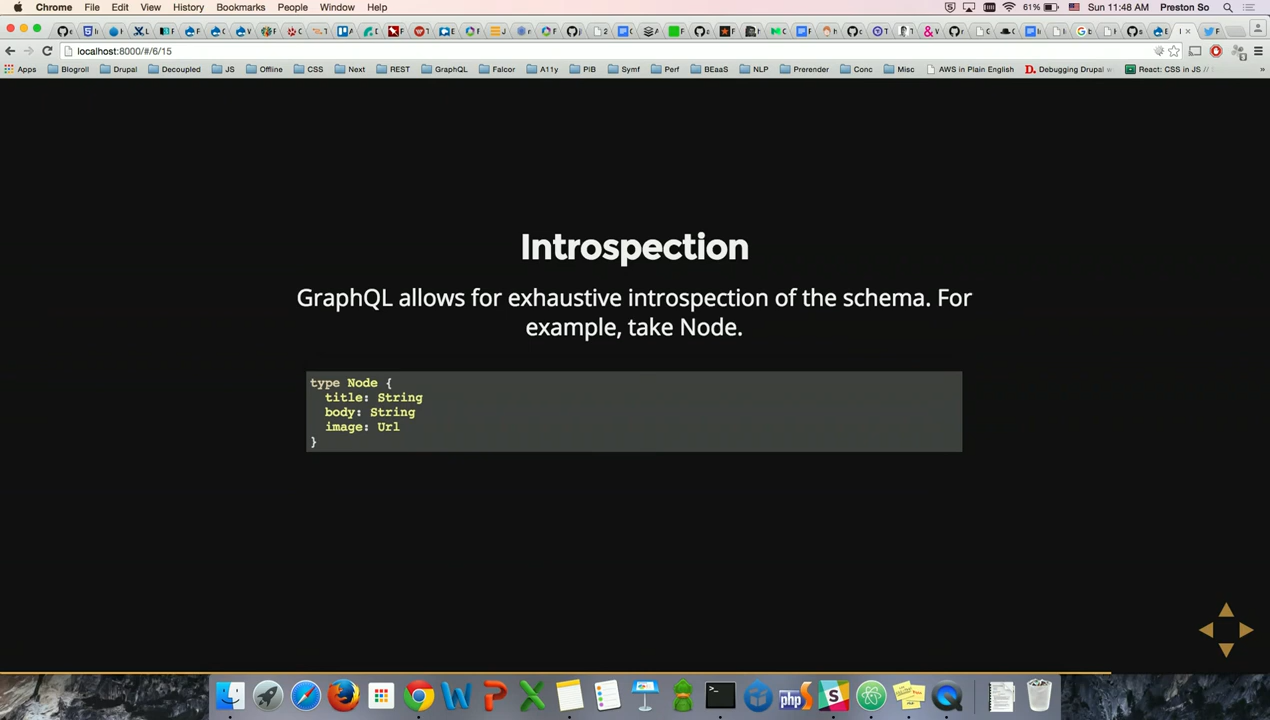 Chrome File Edit View History Bookmarks People Window Help 61% Sun 11:48 AM Preston So
localhost:8000/#/6/15
Apps Blogroll Drupal Decoupled JS Offline CSS Next REST GraphQL Falcor A11y PIB Symf Perf BEaaS NLP Prerender Conc Misc AWS in Plain English Debugging Drupal React: CSS in JS //
Introspection
GraphQL allows for exhaustive introspection of the schema. For
example, take Node.
type Node {
title: String
body: String
image: Url
}